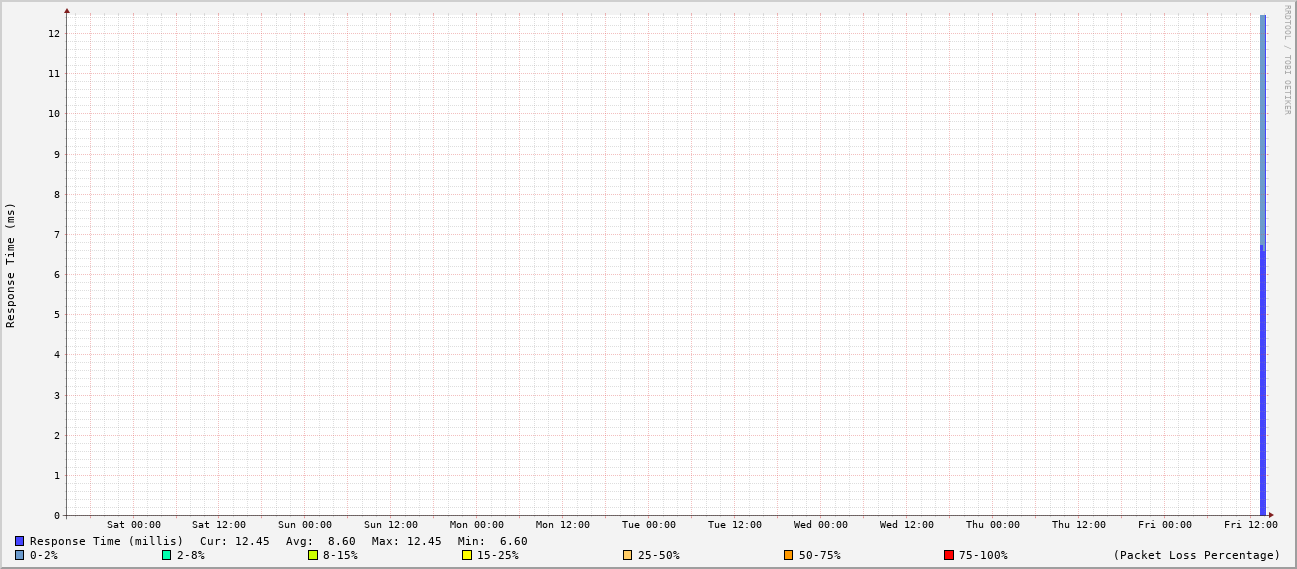 RRDTOOL / TOBI OETIKER
Response Time (ms)
12
11
10
9
8
7
6
5
4
3
2
1
0
Sat 00:00 Sat 12:00 Sun 00:00 Sun 12:00 Mon 00:00 Mon 12:00 Tue 00:00 Tue 12:00 Wed 00:00 Wed 12:00 Thu 00:00 Thu 12:00 Fri 00:00 Fri 12:00
Response Time (millis) Cur: 12.45 Avg: 8.60 Max: 12.45 Min: 6.60
0-2% 2-8% 8-15% 15-25% 25-50% 50-75% 75-100% (Packet Loss Percentage)